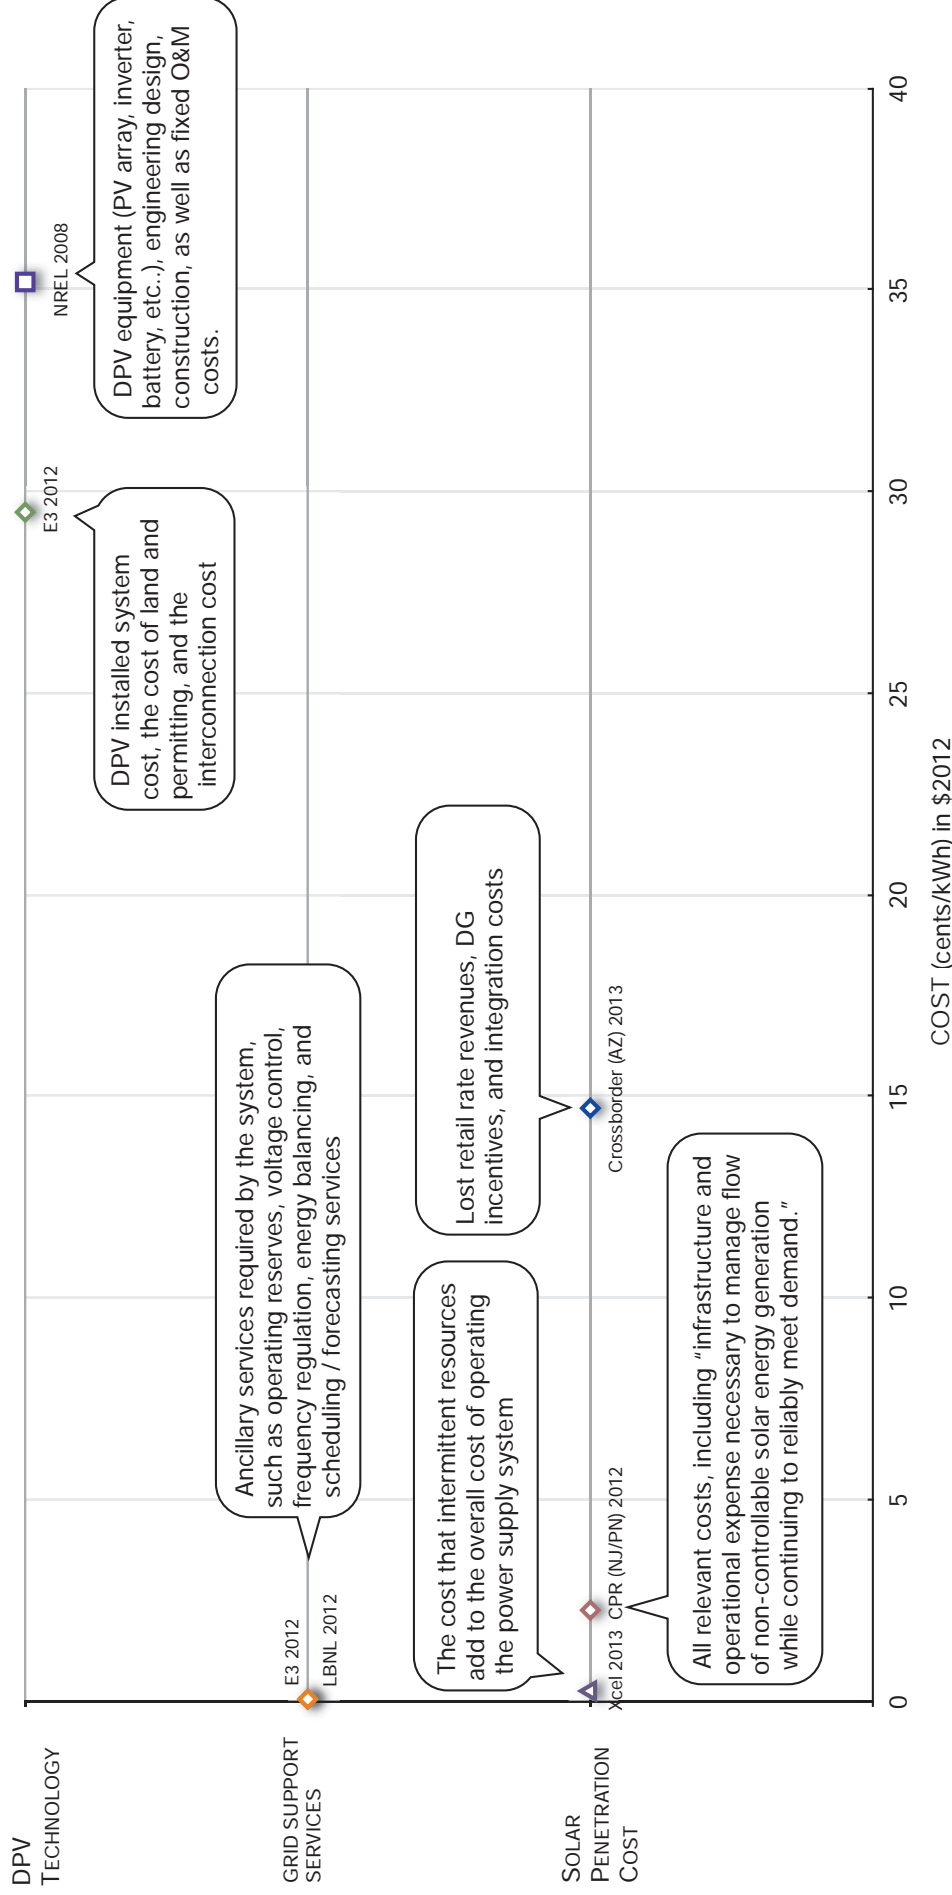 DPV
TECHNOLOGY
NREL 2008
E3 2012
DPV equipment (PV array, inverter,
battery, etc..), engineering design,
construction, as well as fixed O&M
costs.
DPV installed system
cost, the cost of land and
permitting, and the
interconnection cost
GRID SUPPORT
SERVICES
E3 2012
LBNL 2012
Ancillary services required by the system,
such as operating reserves, voltage control,
frequency regulation, energy balancing, and
scheduling / forecasting services
The cost that intermittent resources
add to the overall cost of operating
the power supply system
Lost retail rate revenues, DG
incentives, and integration costs
SOLAR
PENETRATION
COST
Xcel 2013
CPR (NJ/PN) 2012
Crossborder (AZ) 2013
All relevant costs, including “infrastructure and
operational expense necessary to manage flow
of non-controllable solar energy generation
while continuing to reliably meet demand.”
0
5
10
15
20
25
30
35
40
COST (cents/kWh) in $2012